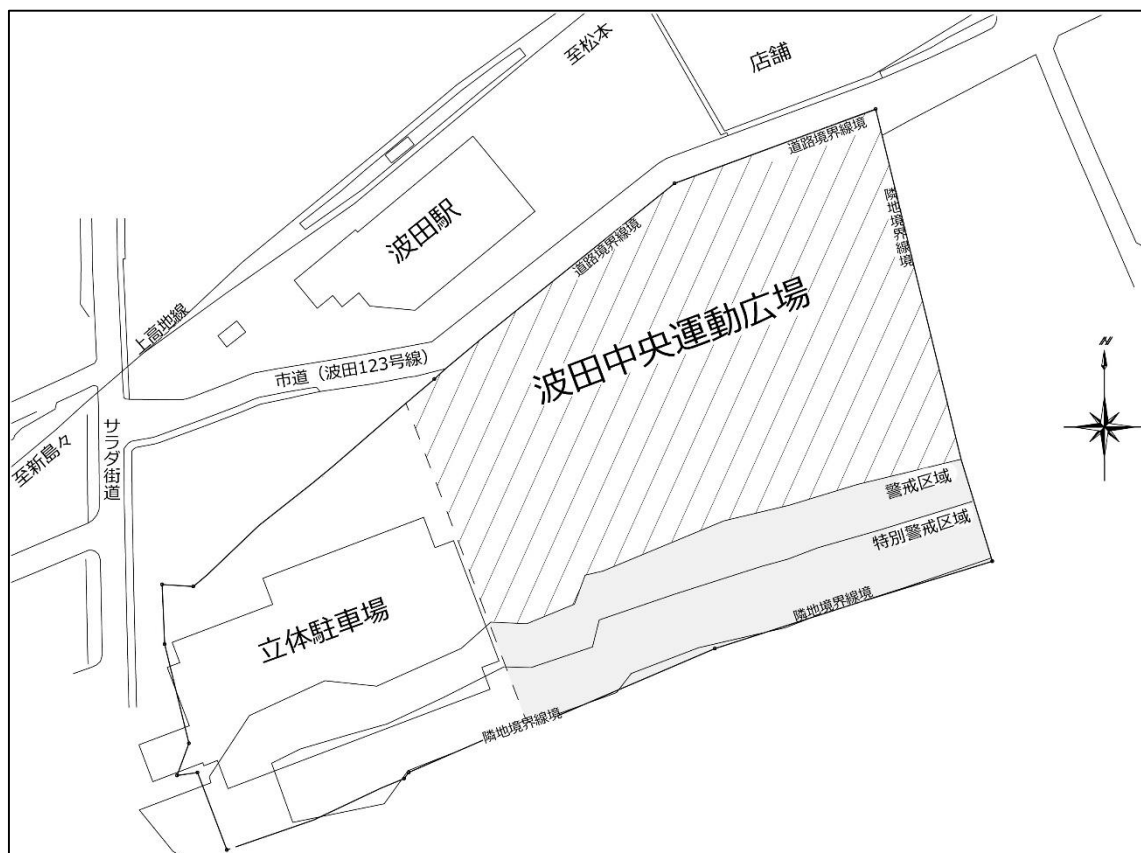 至松本
店舗
道路境界線境
波田駅
隣地境界線境
道路境界線境
波田中央運動広場
上高地線
市道（波田123号線）
N
至新島々
サラダ街道
警戒区域
特別警戒区域
隣地境界線境
立体駐車場
隣地境界線境